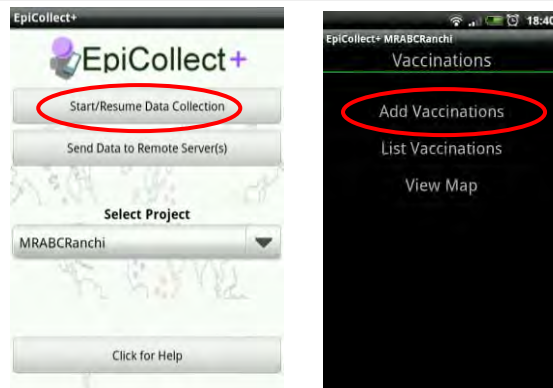 EpiCollect+
EpiCollect+
Start/Resume Data Collection
Send Data to Remote Server(s)
Select Project
MRABCRanchi
Click for Help
18:40
EpiCollect+ MRABCRanchi
Vaccinations
Add Vaccinations
List Vaccinations
View Map